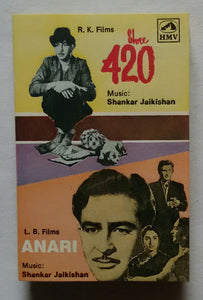 R. K. Films
Shree
420
HMV
Music:
Shankar Jaikishan
L. B. Films
ANARI
Music:
Shankar Jaikishan